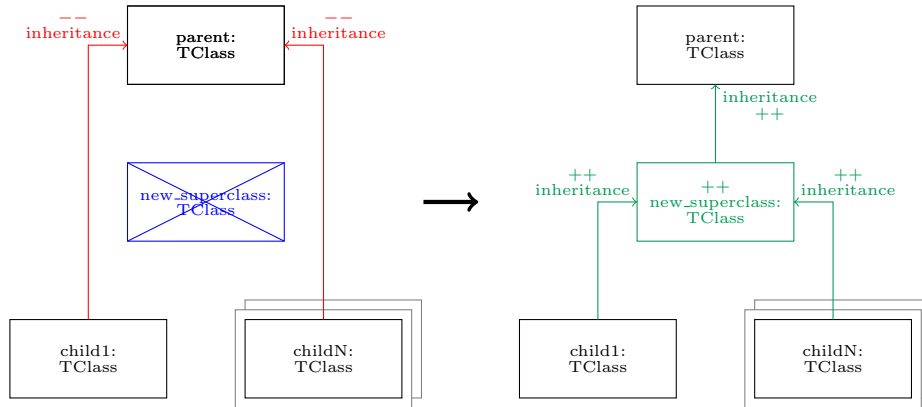 −− inheritance
parent: TClass
−− inheritance
new_superclass: TClass
child1: TClass
childN: TClass
parent: TClass
inheritance ++
++ inheritance
++ new_superclass: TClass
++ inheritance
child1: TClass
childN: TClass